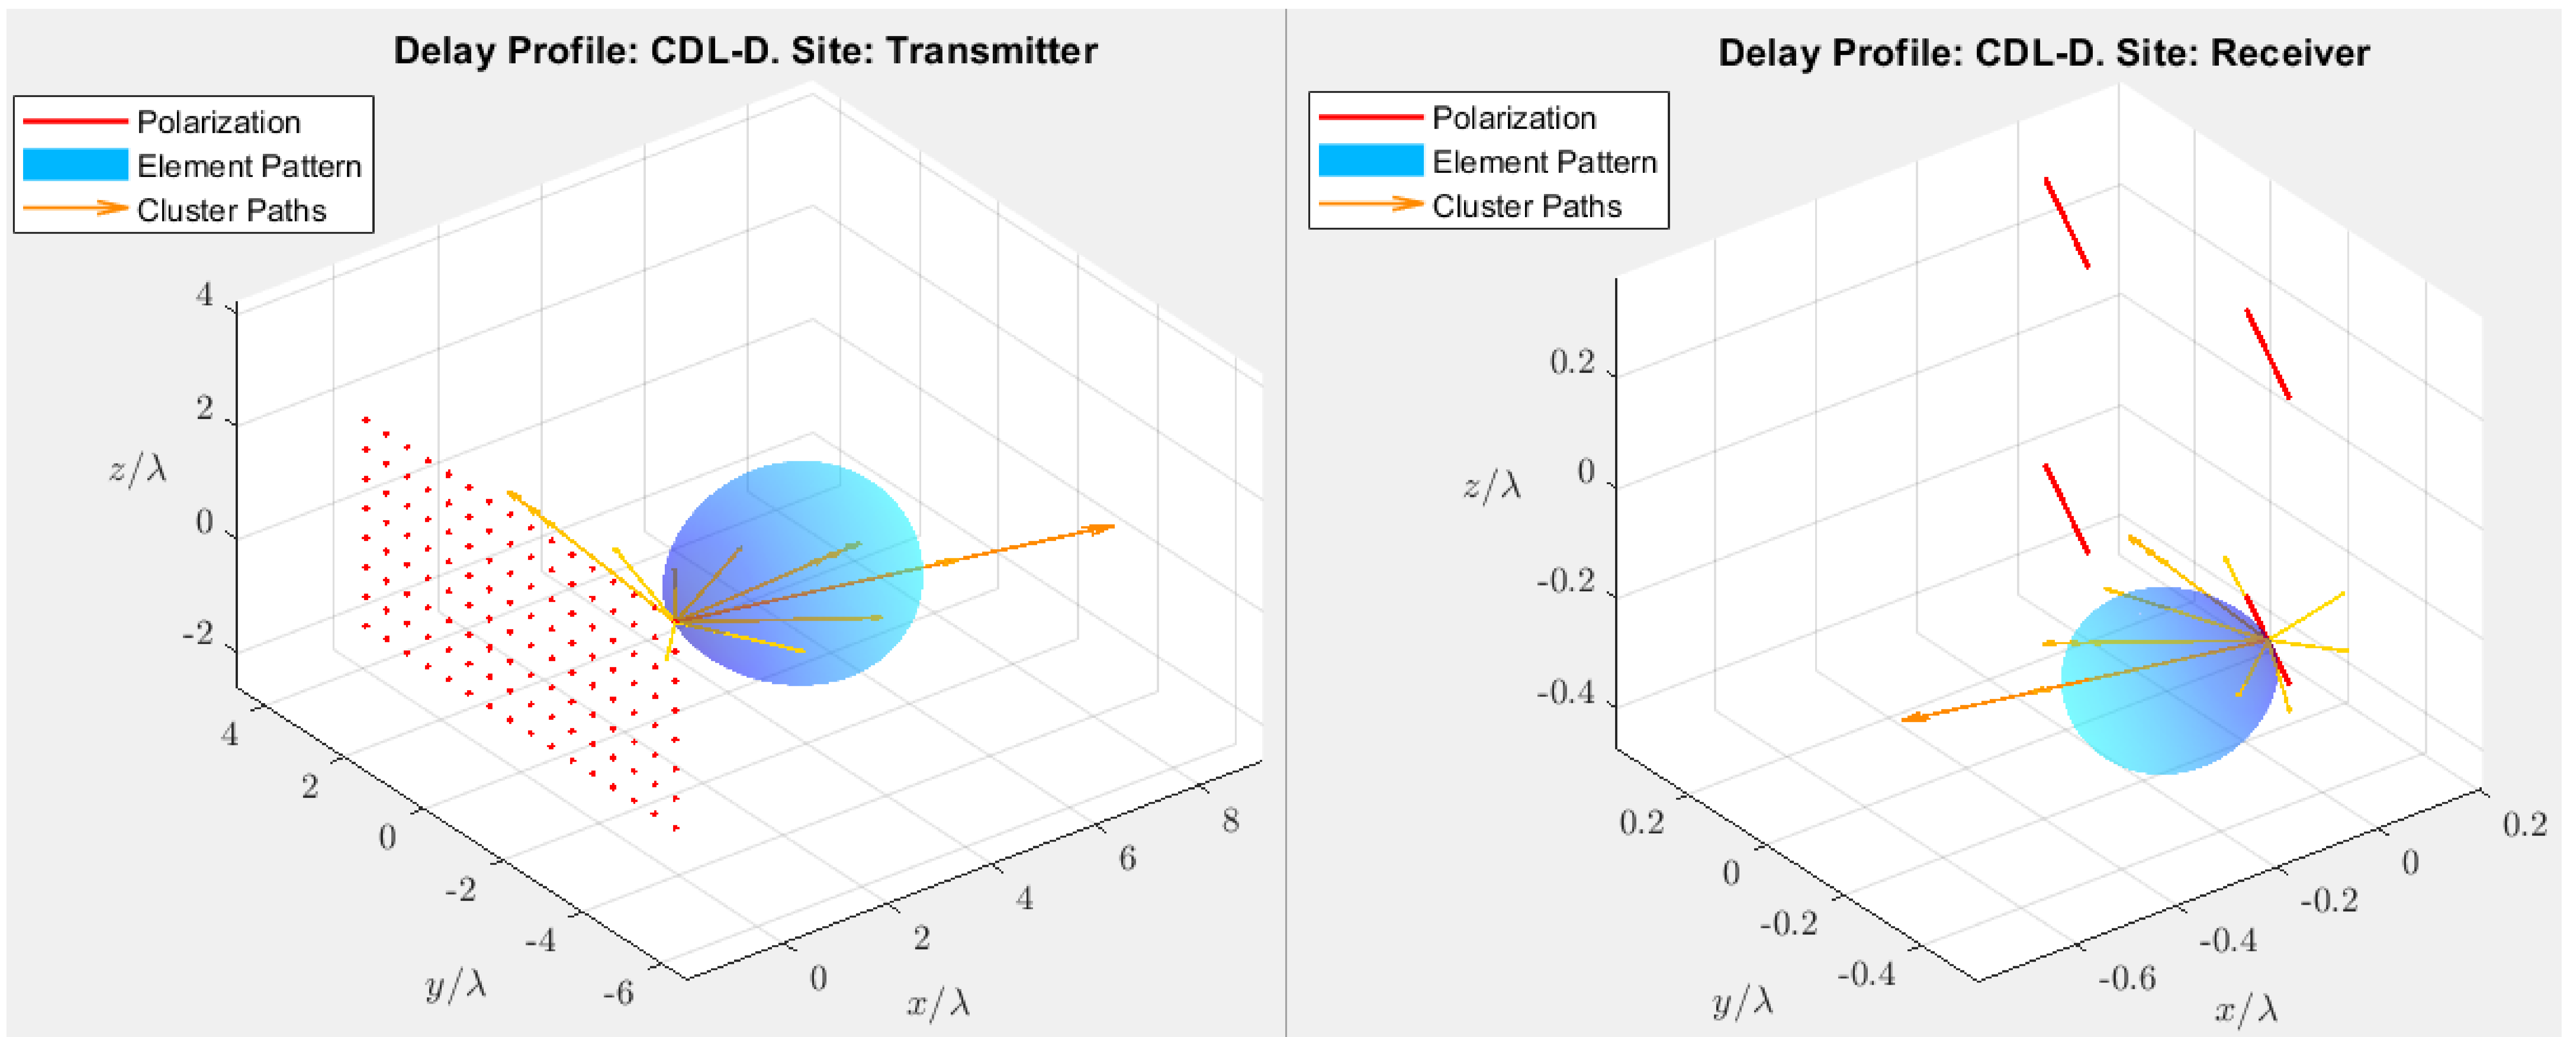 Delay Profile: CDL-D. Site: Transmitter
Polarization
Element Pattern
Cluster Paths
4
2
0
-2
z/λ
4
2
0
-2
-4
-6
y/λ
0
2
4
6
8
x/λ
Delay Profile: CDL-D. Site: Receiver
Polarization
Element Pattern
Cluster Paths
0.2
0
-0.2
-0.4
z/λ
0.2
0
-0.2
-0.4
y/λ
-0.6
-0.4
-0.2
0
0.2
x/λ